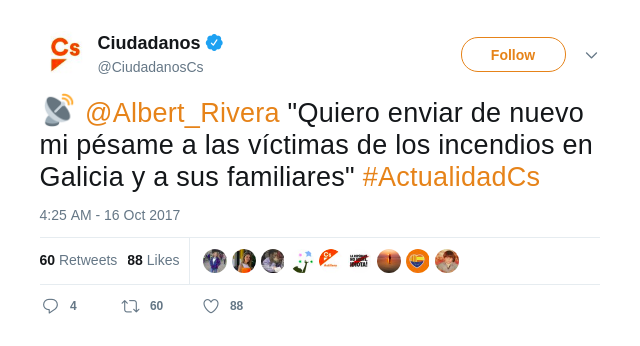 Cs
Ciudadanos
@CiudadanosCs
Follow
@Albert_Rivera "Quiero enviar de nuevo
mi pésame a las víctimas de los incendios en
Galicia y a sus familiares" #ActualidadCs
4:25 AM - 16 Oct 2017
60 Retweets 88 Likes
4 60 88